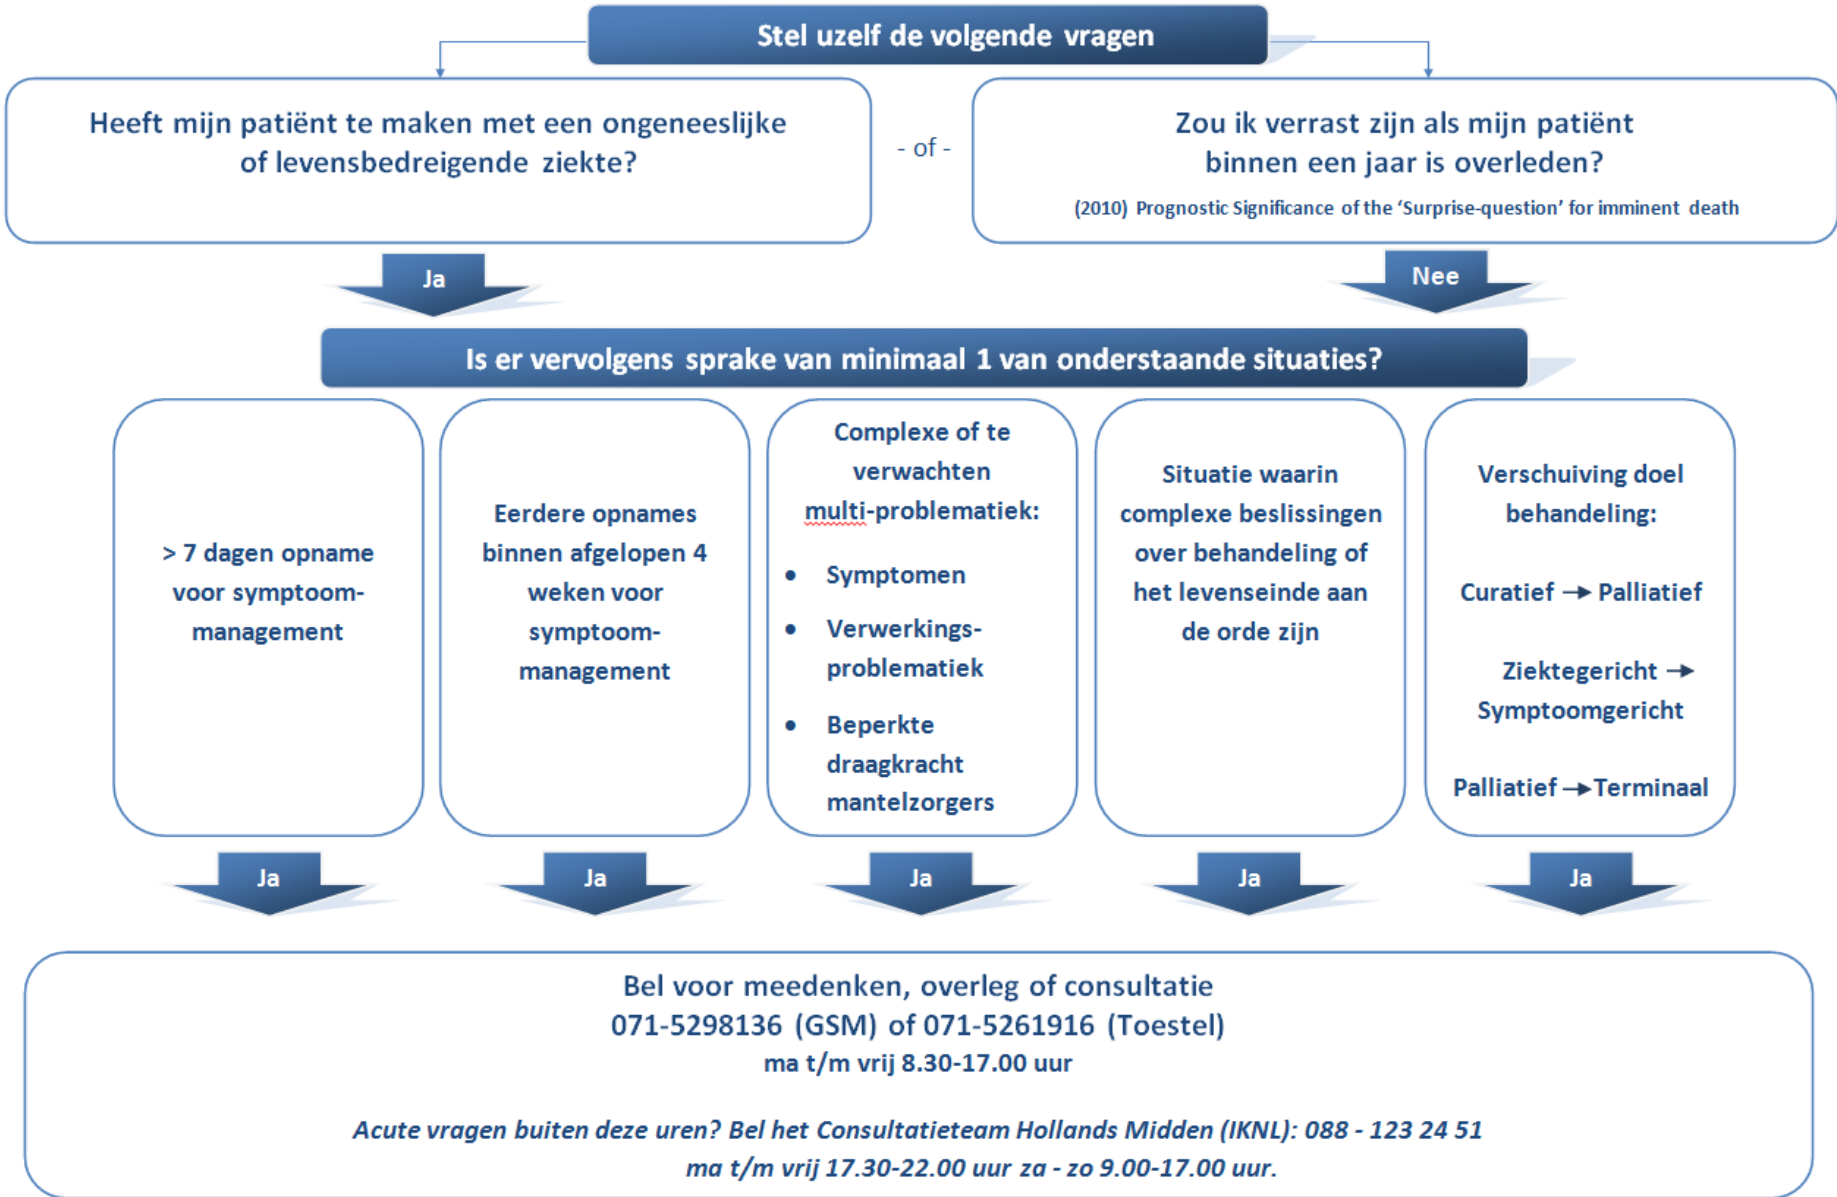 Stel uzelf de volgende vragen
Heeft mijn patiënt te maken met een ongeneeslijke
of levensbedreigende ziekte?
- of -
Zou ik verrast zijn als mijn patiënt
binnen een jaar is overleden?
(2010) Prognostic Significance of the ‘Surprise-question’ for imminent death
Ja
Nee
Is er vervolgens sprake van minimaal 1 van onderstaande situaties?
> 7 dagen opname
voor symptoom-
management
Eerdere opnames
binnen afgelopen 4
weken voor
symptoom-
management
Complexe of te
verwachten
multi-problematiek:
• Symptomen
• Verwerkings-
problematiek
• Beperkte
draagkracht
mantelzorgers
Situatie waarin
complexe beslissingen
over behandeling of
het levenseinde aan
de orde zijn
Verschuiving doel
behandeling:
Curatief → Palliatief
Ziektegericht →
Symptoomgericht
Palliatief → Terminaal
Ja
Ja
Ja
Ja
Ja
Bel voor meedenken, overleg of consultatie
071-5298136 (GSM) of 071-5261916 (Toestel)
ma t/m vrij 8.30-17.00 uur
Acute vragen buiten deze uren? Bel het Consultatieteam Hollands Midden (IKNL): 088 - 123 24 51
ma t/m vrij 17.30-22.00 uur za - zo 9.00-17.00 uur.